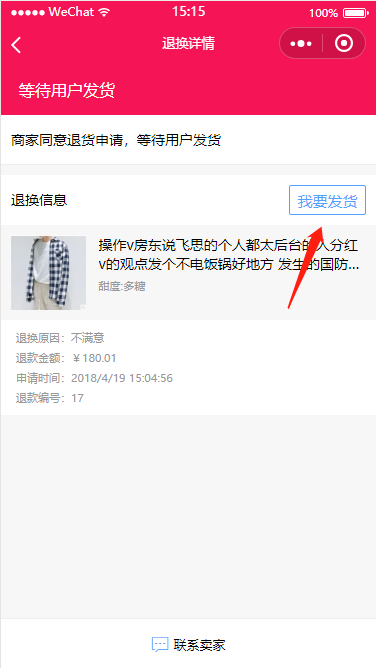 ●●●●● WeChat 15:15 100%
退换详情
等待用户发货
商家同意退货申请，等待用户发货
退换信息 我要发货
操作v房东说飞思的个人都太后台的人分红
v的观点发个不电饭锅好地方 发生的国防...
甜度:多糖
退换原因：不满意
退款金额：￥180.01
申请时间：2018/4/19 15:04:56
退款编号：17
联系卖家